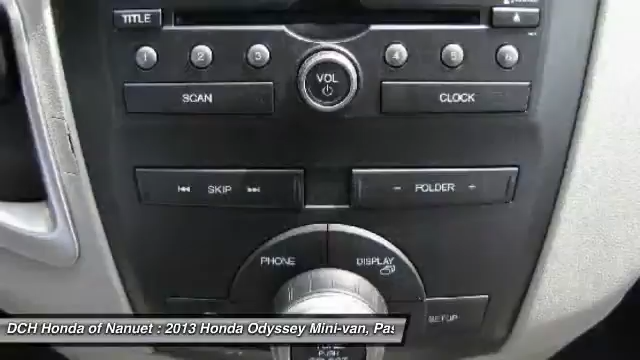 TITLE
1 2 3 4 5 6
VOL
SCAN CLOCK
SKIP - FOLDER +
PHONE DISPLAY
SETUP
DCH Honda of Nanuet : 2013 Honda Odyssey Mini-van, Pas
PUSH